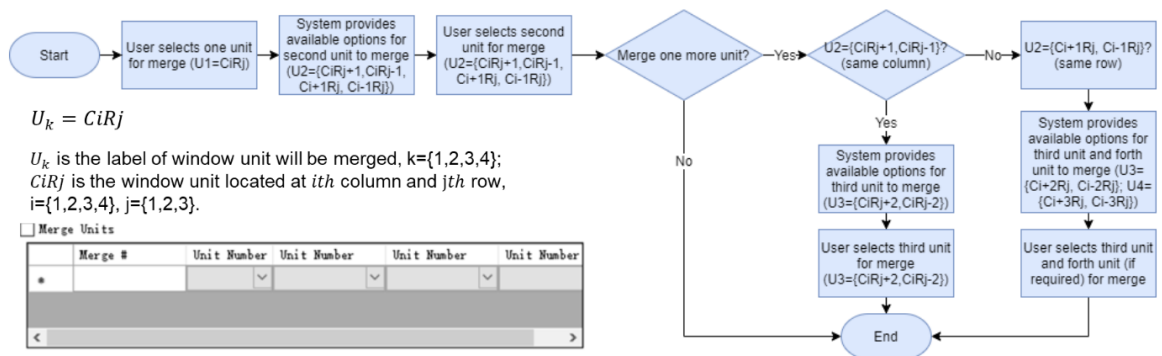 Start
User selects one unit
for merge (U1=CiRj)
System provides
available options for
second unit to merge
(U2={CiRj+1,CiRj-1,
Ci+1Rj, Ci-1Rj})
User selects second
unit for merge
(U2={CiRj+1,CiRj-1,
Ci+1Rj, Ci-1Rj})
Merge one more unit?
Yes
No
U2={CiRj+1,CiRj-1}?
(same column)
No
Yes
U2={Ci+1Rj, Ci-1Rj}?
(same row)
System provides
available options for
third unit to merge
(U3={CiRj+2,CiRj-2})
User selects third unit
for merge
(U3={CiRj+2,CiRj-2})
System provides
available options for
third unit and forth
unit to merge (U3=
{Ci+2Rj, Ci-2Rj}; U4=
{Ci+3Rj, Ci-3Rj})
User selects third unit
and forth unit (if
required) for merge
End
Uk = CiRj
Uk is the label of window unit will be merged, k={1,2,3,4};
CiRj is the window unit located at ith column and jth row,
i={1,2,3,4}, j={1,2,3}.
Merge Units
Merge # Unit Number Unit Number Unit Number Unit Number